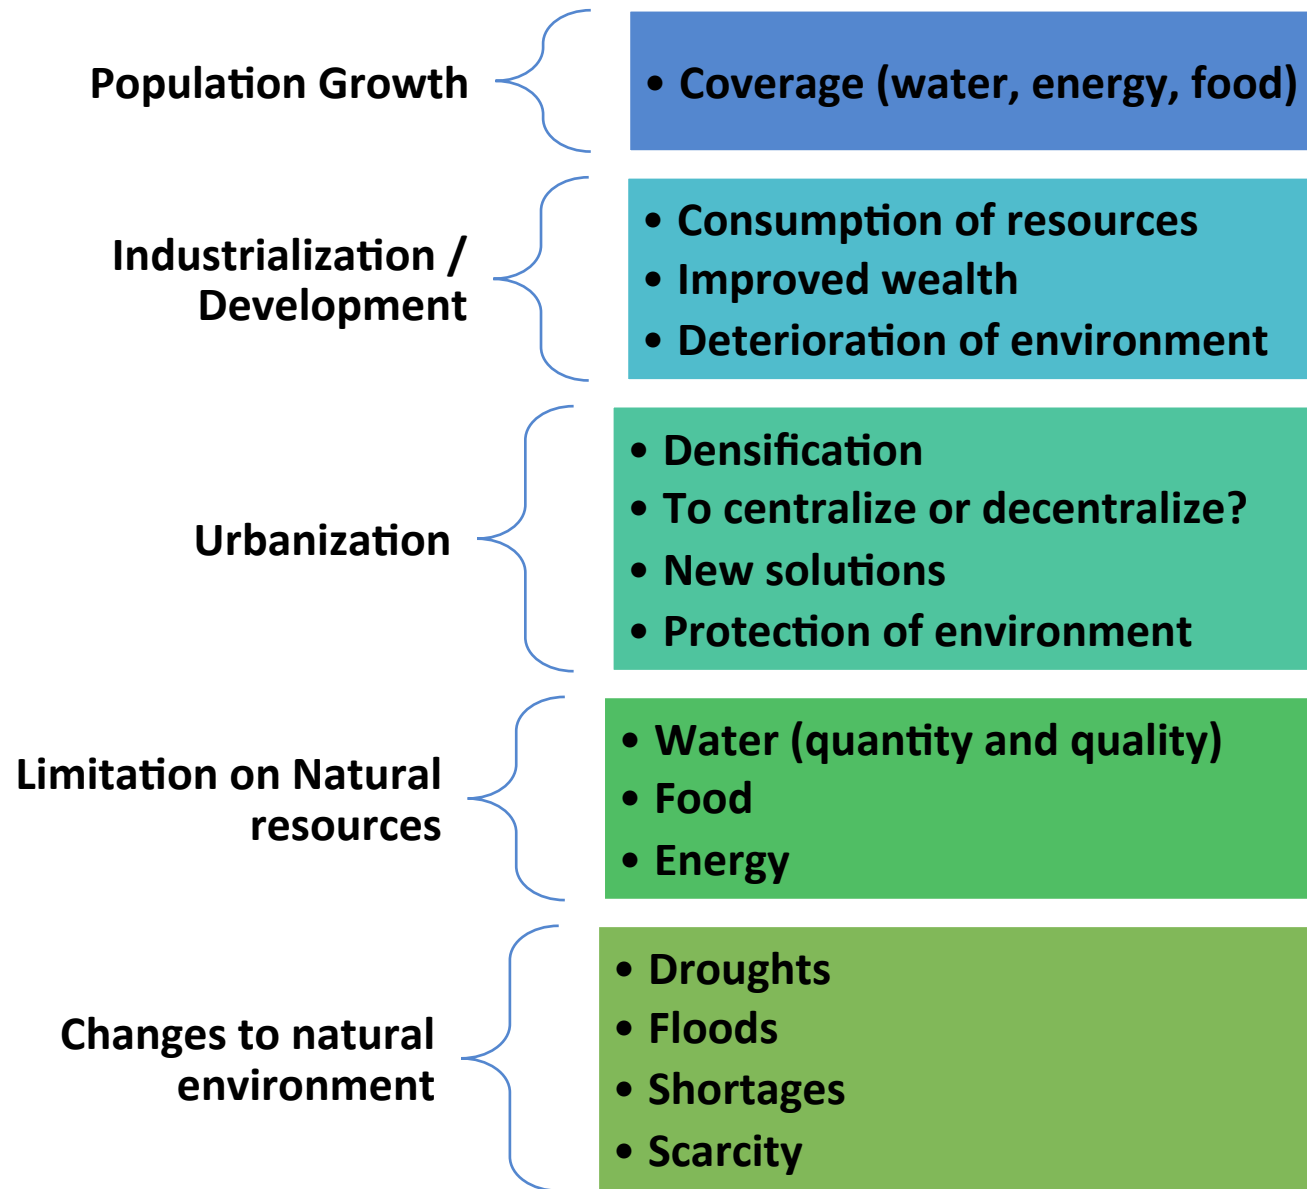 Population Growth
• Coverage (water, energy, food)
Industrialization /
Development
• Consumption of resources
• Improved wealth
• Deterioration of environment
Urbanization
• Densification
• To centralize or decentralize?
• New solutions
• Protection of environment
Limitation on Natural
resources
• Water (quantity and quality)
• Food
• Energy
Changes to natural
environment
• Droughts
• Floods
• Shortages
• Scarcity